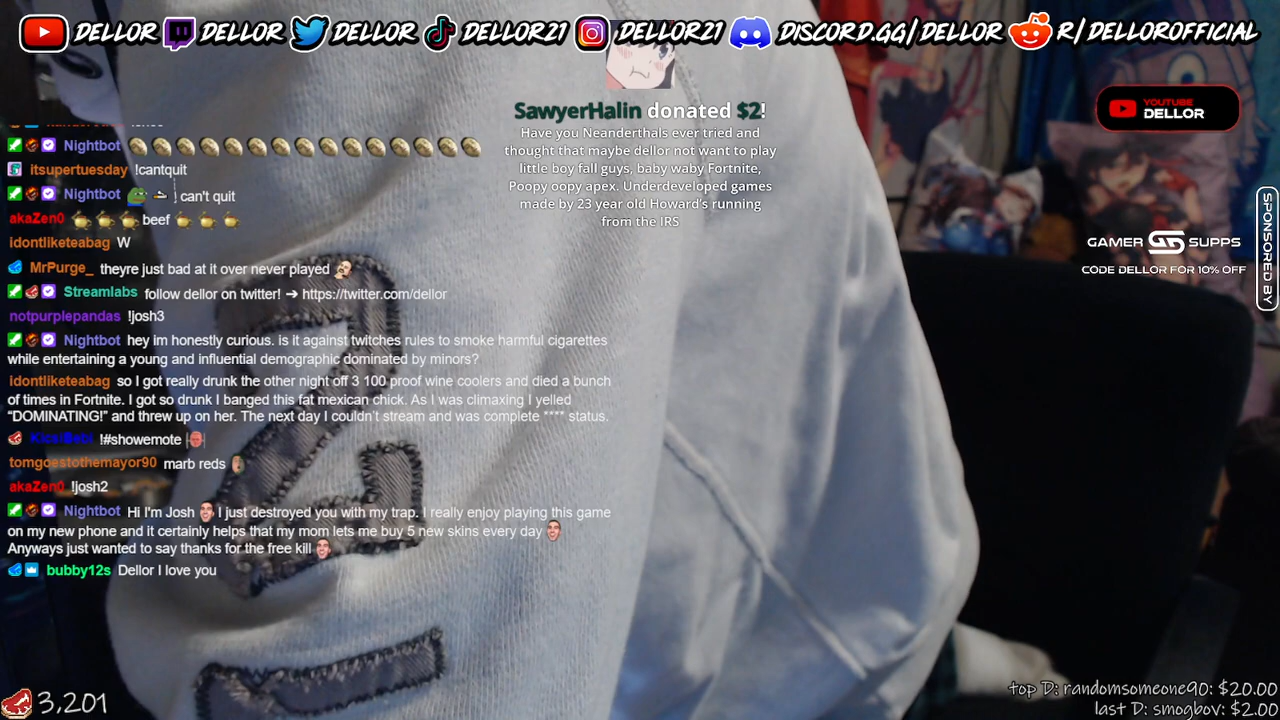 DELLOR DELLOR DELLOR DELLOR21 DELLOR21 DISCORD.GG/DELLOR R/DELLOROFFICIAL
YOUTUBE
DELLOR
SawyerHalin donated $2!
Have you Neanderthals ever tried and
thought that maybe dellor not want to play
little boy fall guys, baby waby Fortnite,
Poopy oopy apex. Underdeveloped games
made by 23 year old Howard's running
from the IRS
Nightbot
itsupertuesday !cantquit
Nightbot can't quit
akaZen0 beef
idontliketeabag W
MrPurge_ theyre just bad at it over never played
Streamlabs follow dellor on twitter! ➔ https://twitter.com/dellor
notpurplepandas !josh3
Nightbot hey im honestly curious. is it against twitches rules to smoke harmful cigarettes
while entertaining a young and influential demographic dominated by minors?
idontliketeabag so I got really drunk the other night off 3 100 proof wine coolers and died a bunch
of times in Fortnite. I got so drunk I banged this fat mexican chick. As I was climaxing I yelled
“DOMINATING!” and threw up on her. The next day I couldn’t stream and was complete **** status.
!#showemote
tomgoestothemayor90 marb reds
akaZen0 !josh2
Nightbot Hi I'm Josh I just destroyed you with my trap. I really enjoy playing this game
on my new phone and it certainly helps that my mom lets me buy 5 new skins every day
Anyways just wanted to say thanks for the free kill
bubby12s Dellor I love you
GAMER SUPPS
CODE DELLOR FOR 10% OFF
SPONSORED BY
3,201
top D: randomsomeone90: $20.00
last D: smogbov: $2.00